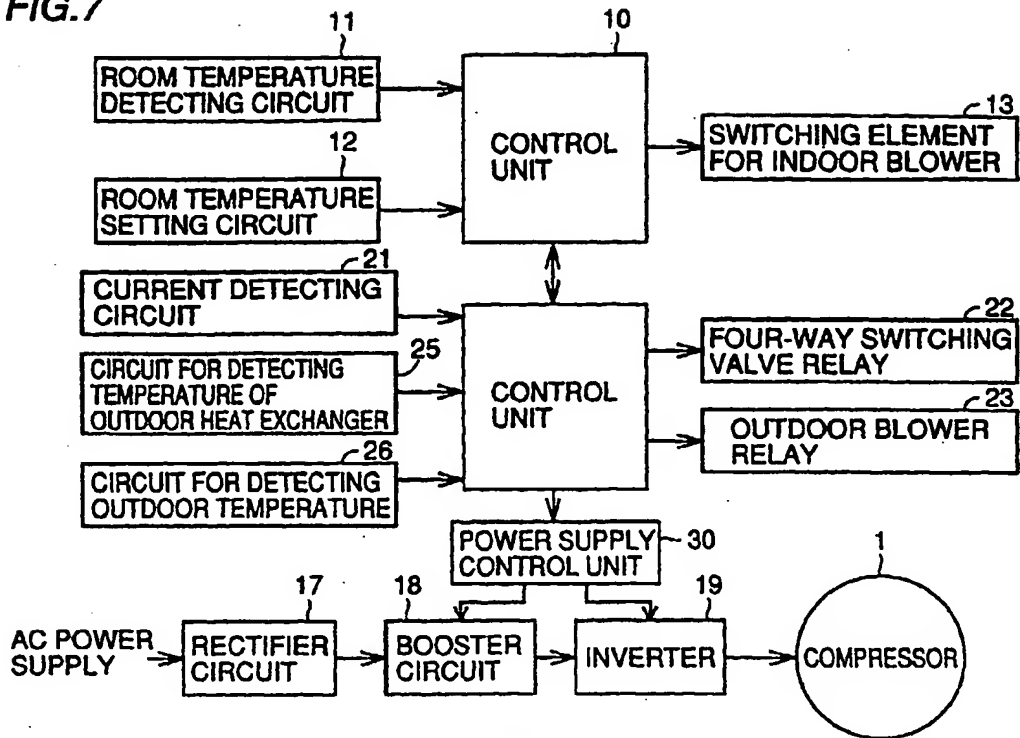 FIG.7
11
ROOM TEMPERATURE
DETECTING CIRCUIT
12
ROOM TEMPERATURE
SETTING CIRCUIT
10
CONTROL
UNIT
13
SWITCHING ELEMENT
FOR INDOOR BLOWER
21
CURRENT DETECTING
CIRCUIT
25
CIRCUIT FOR DETECTING
TEMPERATURE OF
OUTDOOR HEAT EXCHANGER
26
CIRCUIT FOR DETECTING
OUTDOOR TEMPERATURE
CONTROL
UNIT
22
FOUR-WAY SWITCHING
VALVE RELAY
23
OUTDOOR BLOWER
RELAY
POWER SUPPLY
CONTROL UNIT
30
AC POWER
SUPPLY
17
RECTIFIER
CIRCUIT
18
BOOSTER
CIRCUIT
19
INVERTER
1
COMPRESSOR